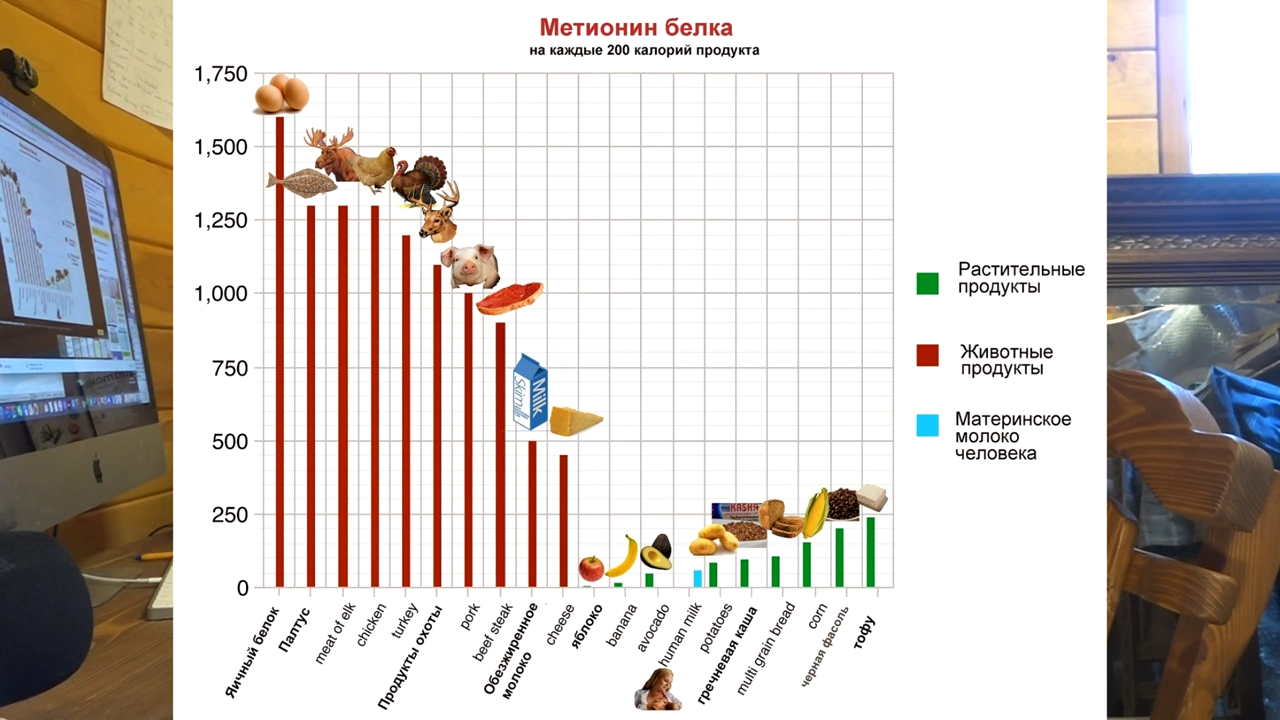 Метионин белка
на каждые 200 калорий продукта
1,750
1,500
1,250
1,000
750
500
250
0
Milk
Skim
KASHA
Растительные
продукты
Животные
продукты
Материнское
молоко
человека
Яичный белок
Палтус
meat of elk
chicken
turkey
Продукты охоты
pork
beef steak
Обезжиренное
молоко
cheese
яблоко
banana
avocado
human milk
potatoes
гречневая каша
multi grain bread
corn
черная фасоль
тофу